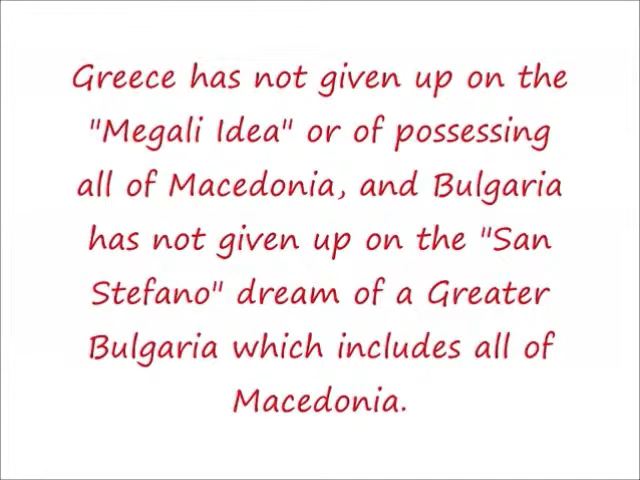 Greece has not given up on the
"Megali Idea" or of possessing
all of Macedonia, and Bulgaria
has not given up on the "San
Stefano" dream of a Greater
Bulgaria which includes all of
Macedonia.